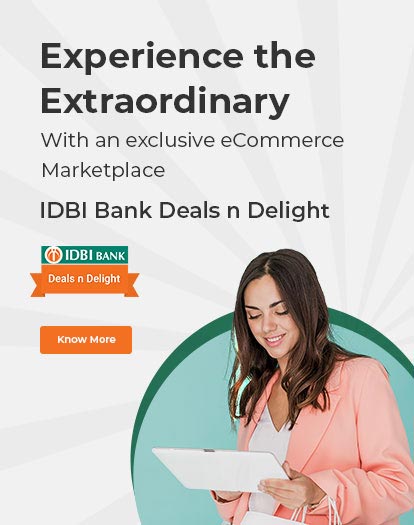 Experience the
Extraordinary
With an exclusive eCommerce
Marketplace
IDBI Bank Deals n Delight
IDBI BANK
Deals n Delight
Know More